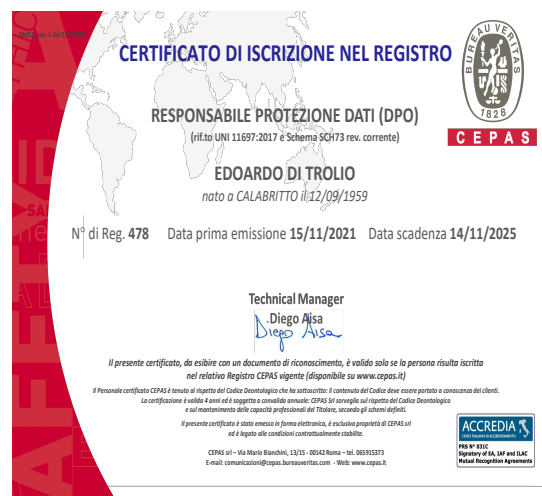 CERTIFICATO DI ISCRIZIONE NEL REGISTRO
BUREAU VERITAS
1828
CEPAS
RESPONSABILE PROTEZIONE DATI (DPO)
(rif.to UNI 11697:2017 e Schema SCH73 rev. corrente)
EDOARDO DI TROLIO
nato a CALABRITTO il 12/09/1959
N° di Reg. 478 Data prima emissione 15/11/2021 Data scadenza 14/11/2025
Technical Manager
Diego Aisa
Diego Aisa
Il presente certificato, da esibire con un documento di riconoscimento, è valido solo se la persona risulta iscritta
nel relativo Registro CEPAS vigente (disponibile su www.cepas.it)
Il Personale certificato CEPAS è tenuto al rispetto del Codice Deontologico che ha sottoscritto: il contenuto del Codice deve essere portato a conoscenza dei clienti.
La certificazione è valida 4 anni ed è soggetta a convalida annuale: CEPAS Srl sorveglia sul rispetto del Codice Deontologico
e sul mantenimento delle capacità professionali del Titolare, secondo gli schemi definiti.
Il presente certificato è stato emesso in forma elettronica, è esclusiva proprietà di CEPAS srl
ed è legato alle condizioni contrattualmente stabilite.
CEPAS srl – Via Mario Bianchini, 13/15 - 00142 Roma – tel. 065915373
E-mail: comunicazioni@cepas.bureauveritas.com - Web: www.cepas.it
ACCREDIA
L'ENTE ITALIANO DI ACCREDITAMENTO
PRS N° 031C
Signatory of EA, IAF and ILAC
Mutual Recognition Agreements